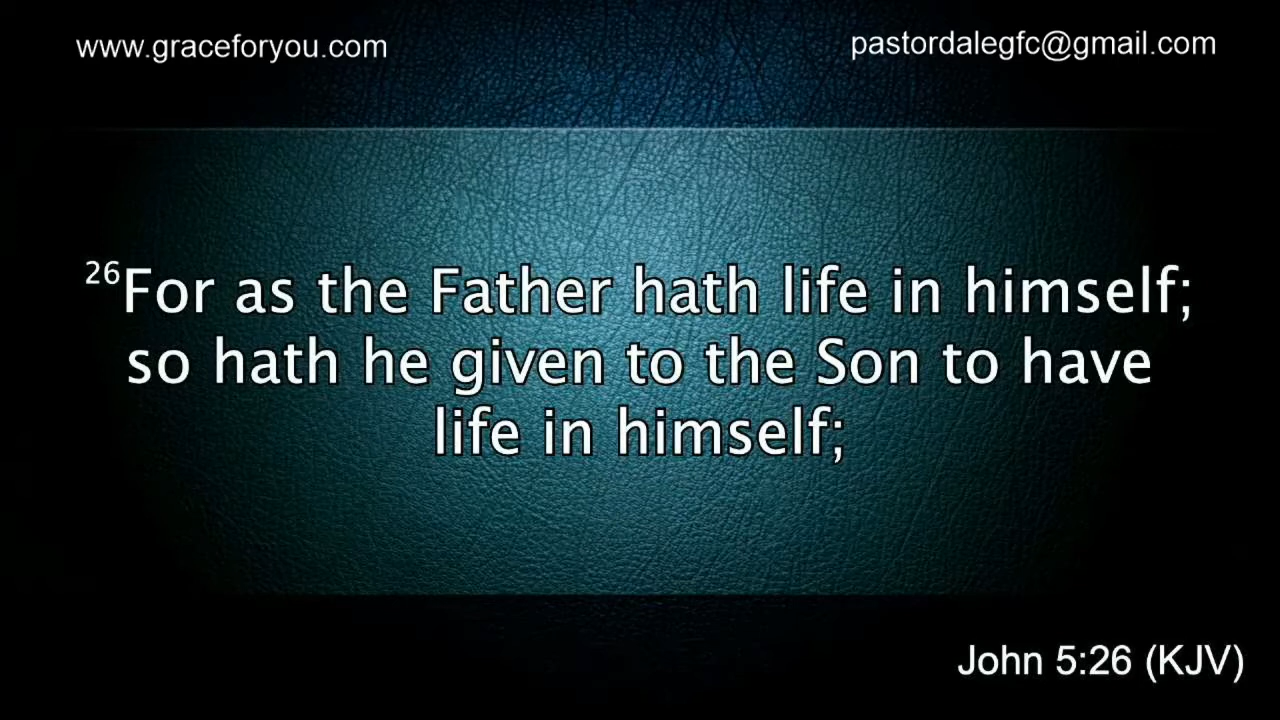 www.graceforyou.com
pastordalegfc@gmail.com
26For as the Father hath life in himself;
so hath he given to the Son to have
life in himself;
John 5:26 (KJV)